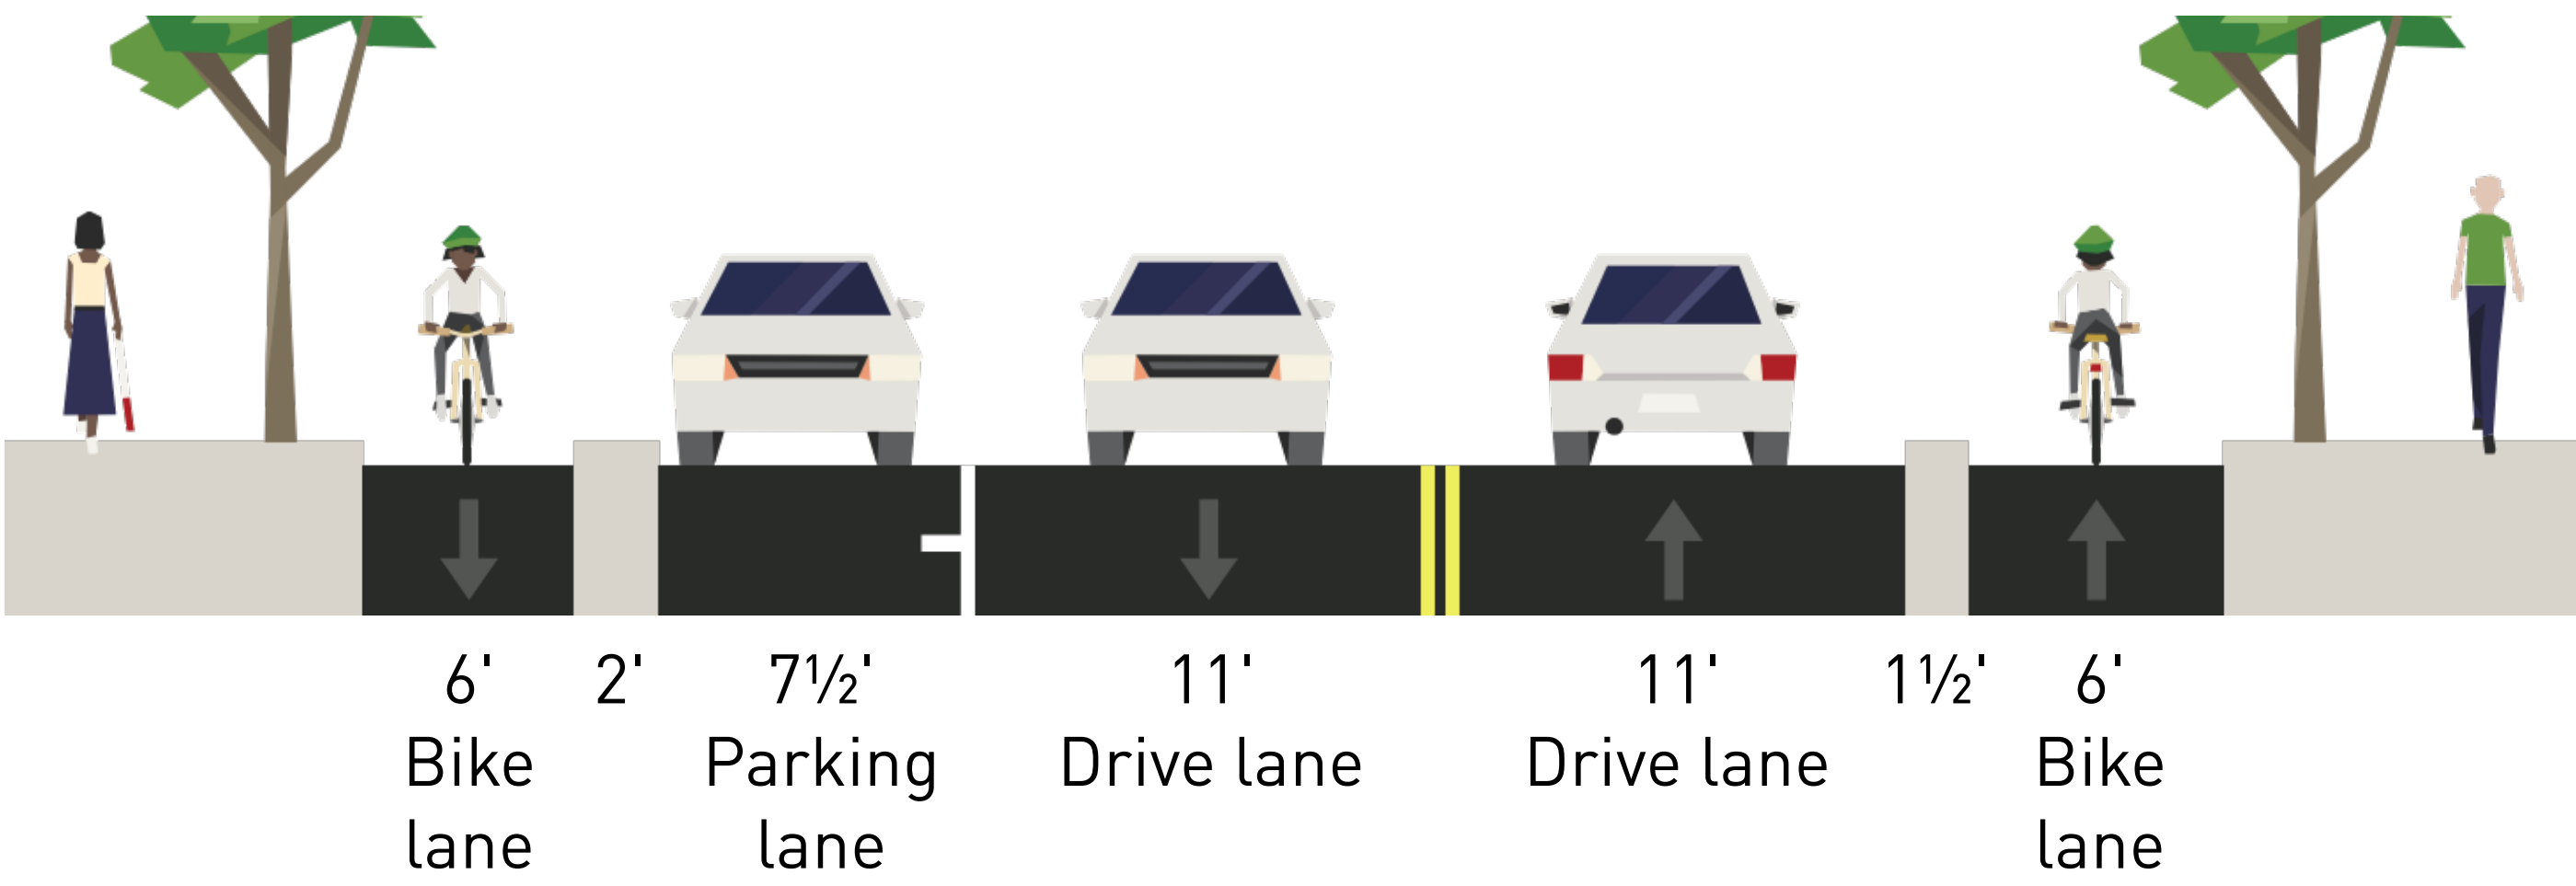 6' 2' 7½' 11' 11' 1½' 6'
Bike Parking Drive lane Drive lane Bike
lane lane lane